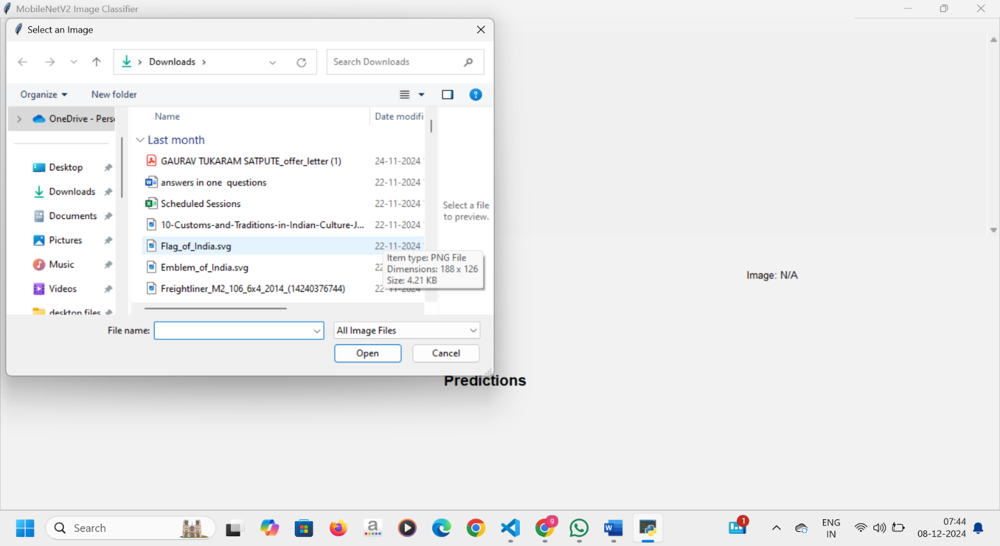 MobileNetV2 Image Classifier
Select an Image
Downloads
Search Downloads
Organize
New folder
?
OneDrive - Pers
Name
Date modifi
Last month
GAURAV TUKARAM SATPUTE_offer_letter (1)
24-11-2024
Desktop
answers in one questions
22-11-2024
Downloads
Scheduled Sessions
22-11-2024
Select a file
to preview.
Documents
10-Customs-and-Traditions-in-Indian-Culture-J...
22-11-2024
Pictures
Flag_of_India.svg
22-11-2024
Item type: PNG File
Dimensions: 188 x 126
Size: 4.21 KB
Music
Emblem_of_India.svg
22
Videos
Freightliner_M2_106_6x4_2014_(14240376744)
22-11-2024
desktop files
Image: N/A
File name:
All Image Files
Open
Cancel
Predictions
Search
a
9
1
ENG
IN
07:44
08-12-2024